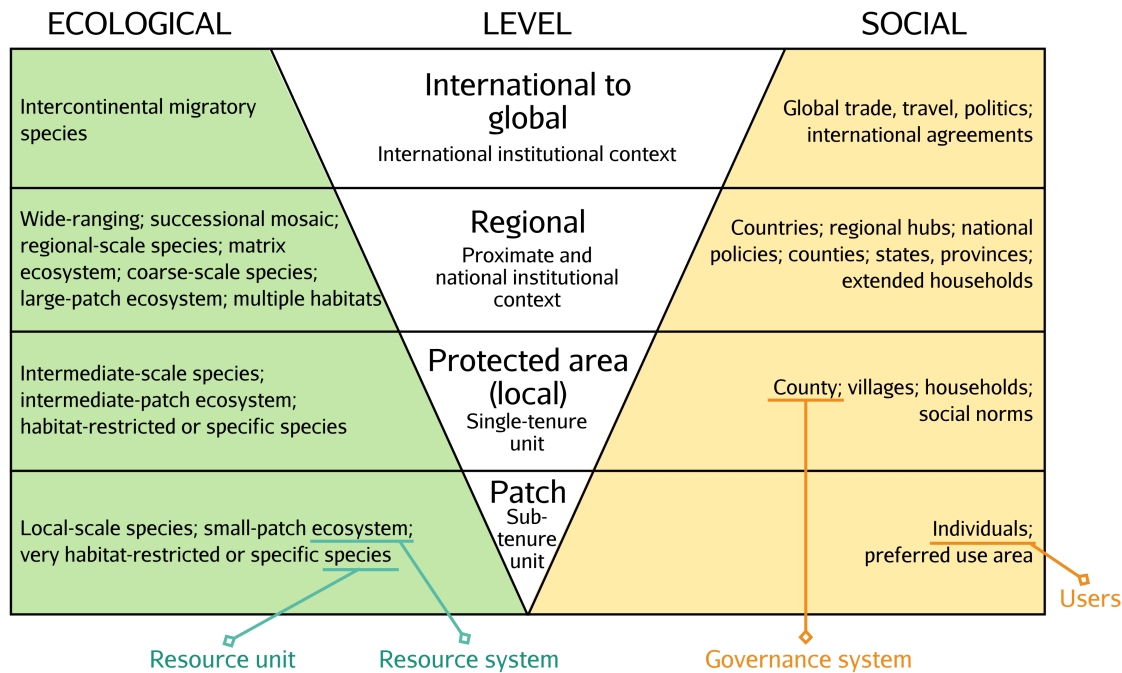 ECOLOGICAL
LEVEL
SOCIAL
Intercontinental migratory
species
International to
global
International institutional context
Global trade, travel, politics;
international agreements
Wide-ranging; successional mosaic;
regional-scale species; matrix
ecosystem; coarse-scale species;
large-patch ecosystem; multiple habitats
Regional
Proximate and
national institutional
context
Countries; regional hubs; national
policies; counties; states, provinces;
extended households
Intermediate-scale species;
intermediate-patch ecosystem;
habitat-restricted or specific species
Protected area
(local)
Single-tenure
unit
County; villages; households;
social norms
Local-scale species; small-patch ecosystem;
very habitat-restricted or specific species
Patch
Sub-
tenure
unit
Individuals;
preferred use area
Users
Resource unit
Resource system
Governance system